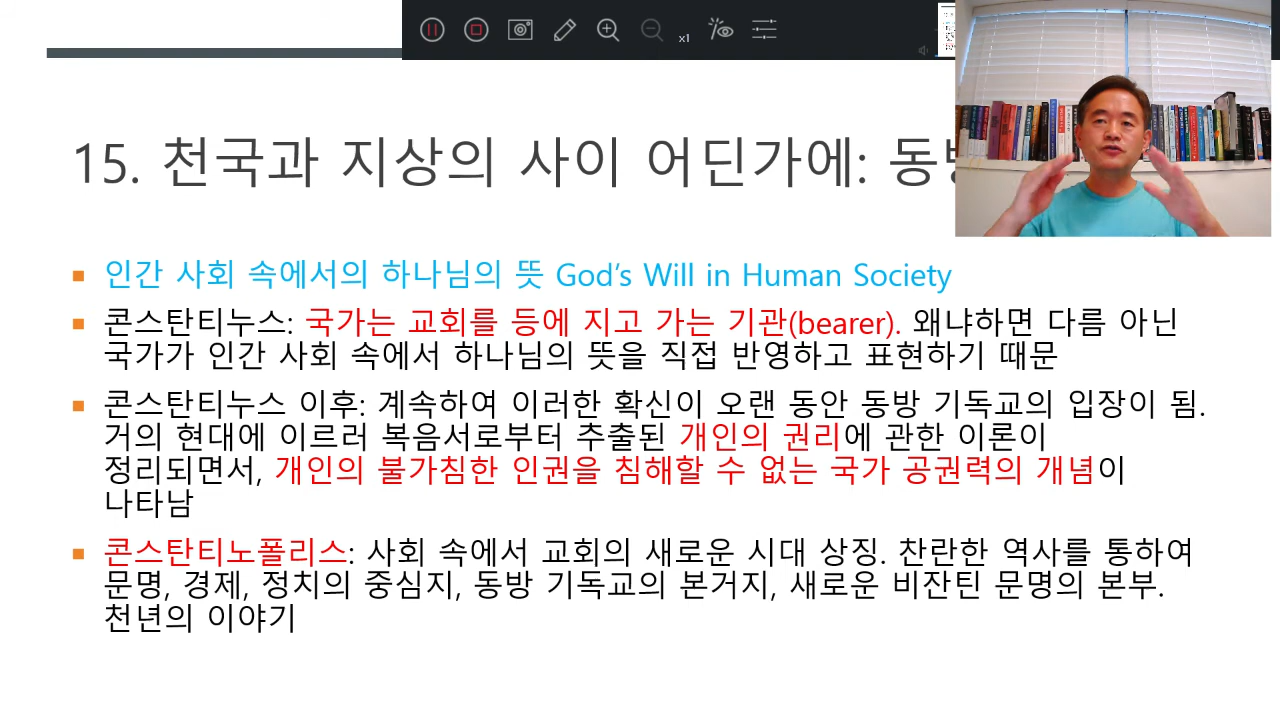 x1
15. 천국과 지상의 사이 어딘가에:
인간 사회 속에서의 하나님의 뜻 God's Will in Human Society
콘스탄티누스: 국가는 교회를 등에 지고 가는 기관(bearer). 왜냐하면 다름 아닌
국가가 인간 사회 속에서 하나님의 뜻을 직접 반영하고 표현하기 때문
콘스탄티누스 이후: 계속하여 이러한 확신이 오랜 동안 동방 기독교의 입장이 됨.
거의 현대에 이르러 복음서로부터 추출된 개인의 권리에 관한 이론이
정리되면서, 개인의 불가침한 인권을 침해할 수 없는 국가 공권력의 개념이
나타남
콘스탄티노폴리스: 사회 속에서 교회의 새로운 시대 상징. 찬란한 역사를 통하여
문명, 경제, 정치의 중심지, 동방 기독교의 본거지, 새로운 비잔틴 문명의 본부.
천년의 이야기